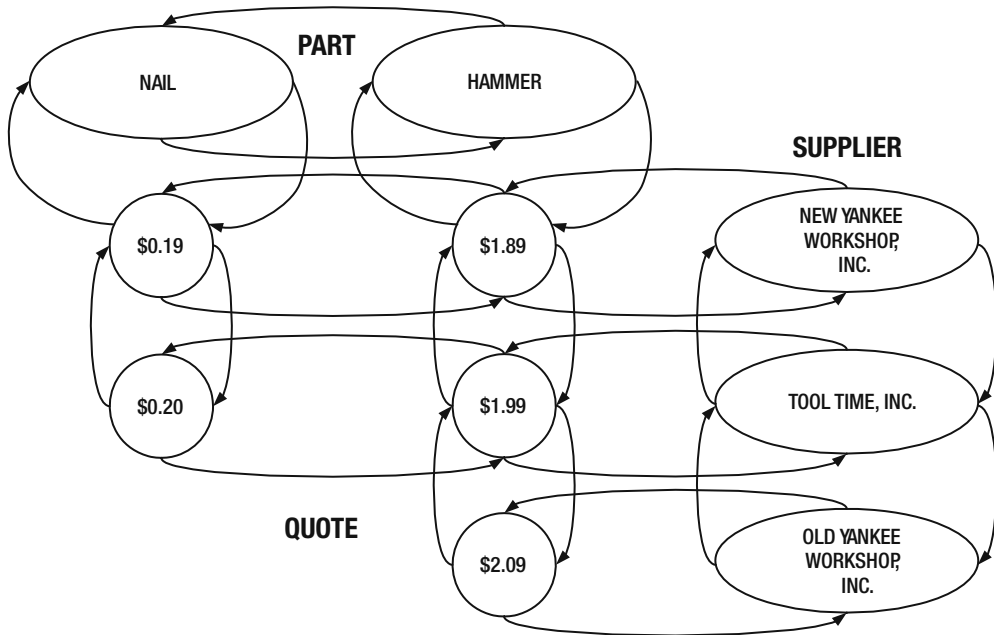 PART
NAIL
HAMMER
SUPPLIER
$0.19
$1.89
NEW YANKEE
WORKSHOP,
INC.
$0.20
$1.99
TOOL TIME, INC.
QUOTE
$2.09
OLD YANKEE
WORKSHOP,
INC.